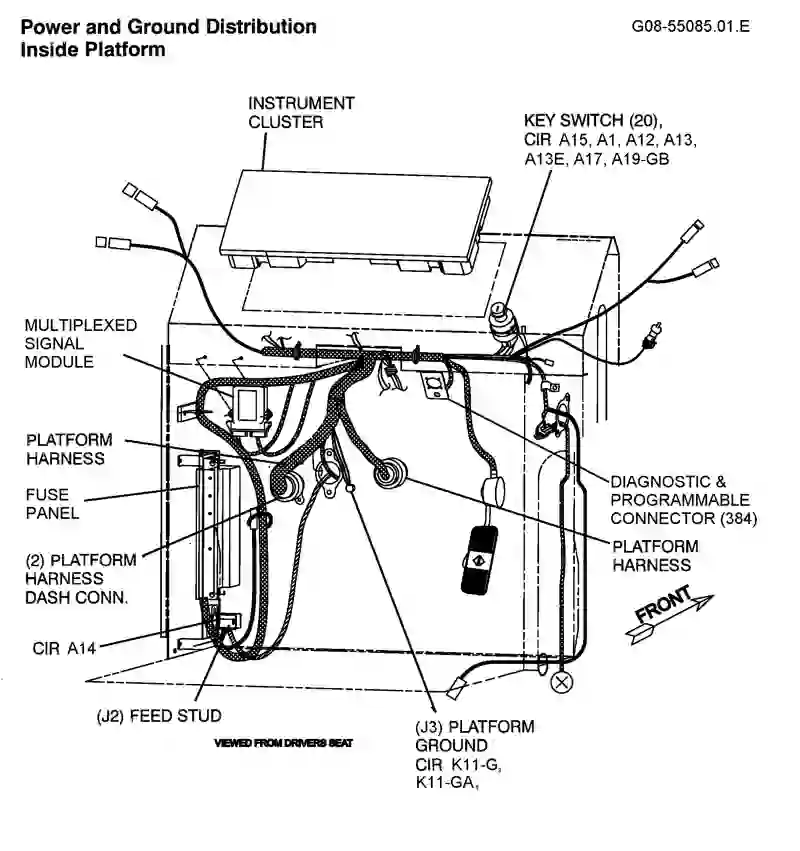 Power and Ground Distribution
Inside Platform
G08-55085.01.E
INSTRUMENT
CLUSTER
KEY SWITCH (20),
CIR A15, A1, A12, A13,
A13E, A17, A19-GB
MULTIPLEXED
SIGNAL
MODULE
PLATFORM
HARNESS
FUSE
PANEL
(2) PLATFORM
HARNESS
DASH CONN.
CIR A14
(J2) FEED STUD
VIEWED FROM DRIVERS SEAT
(J3) PLATFORM
GROUND
CIR K11-G,
K11-GA,
DIAGNOSTIC &
PROGRAMMABLE
CONNECTOR (384)
PLATFORM
HARNESS
FRONT